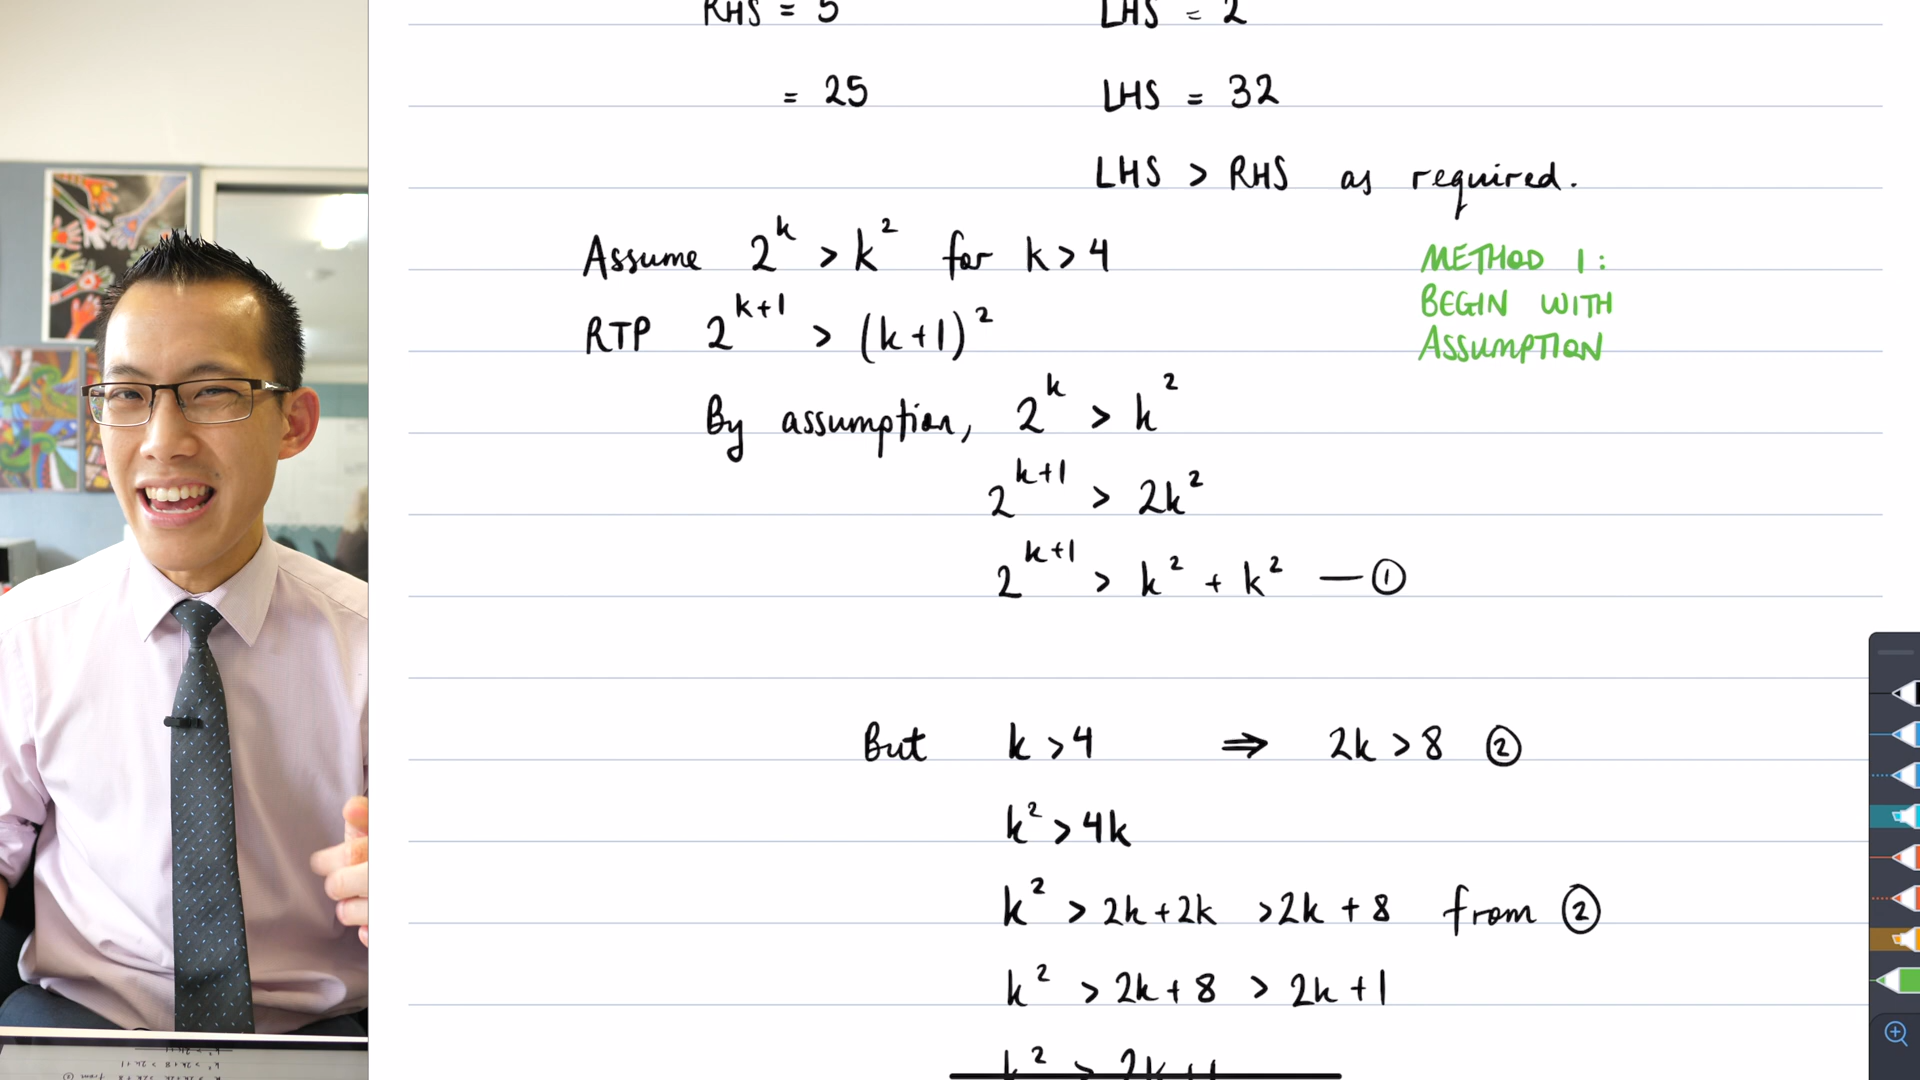 RHS = 5 LHS = 2
= 25 LHS = 32
LHS > RHS as required.
Assume 2^k > k^2 for k > 4
METHOD 1:
BEGIN WITH
ASSUMPTION
RTP 2^{k+1} > (k+1)^2
By assumption, 2^k > k^2
2^{k+1} > 2k^2
2^{k+1} > k^2 + k^2 — ①
But k > 4 ⇒ 2k > 8 ②
k^2 > 4k
k^2 > 2k + 2k > 2k + 8 from ②
k^2 > 2k + 8 > 2k + 1
k^2 > 2k + 1